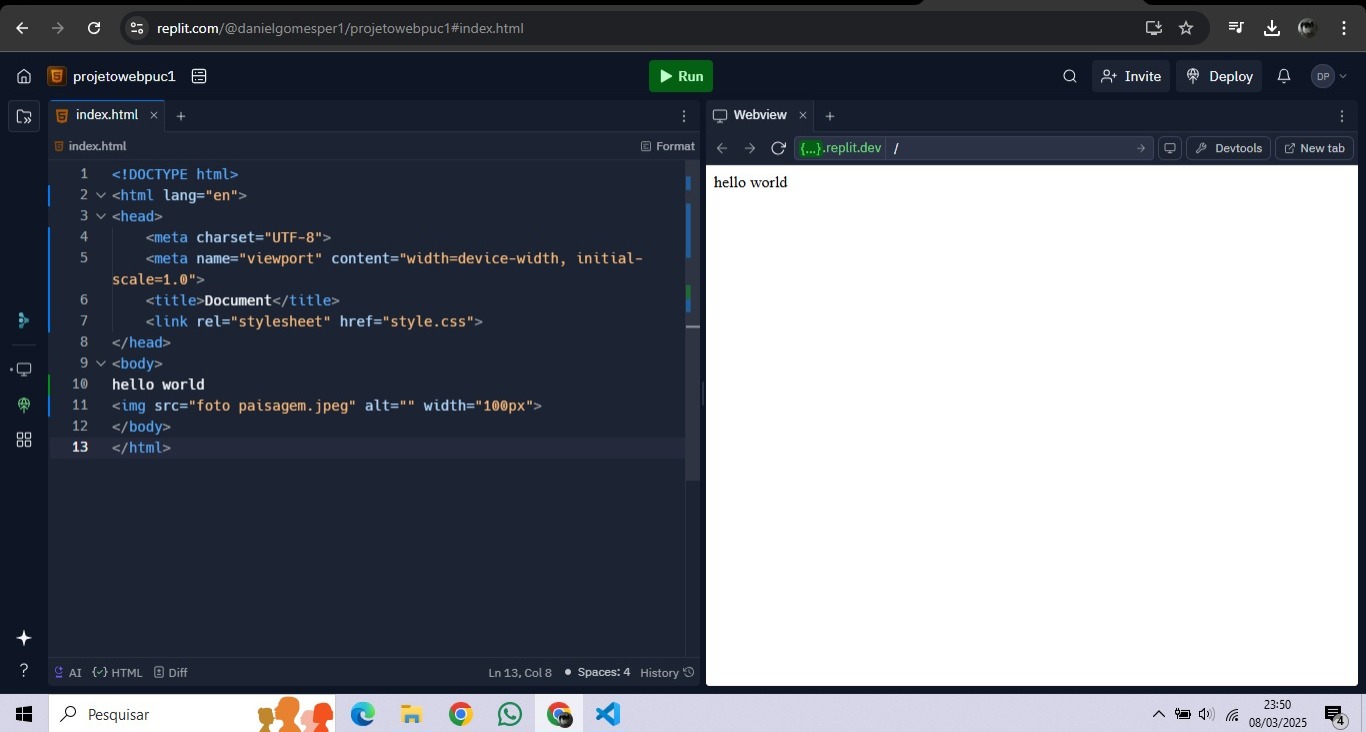 replit.com/@danielgomesper1/projetowebpuc1#index.html
projetowebpuc1
Run
Invite
Deploy
DP
index.html
Webview
index.html
Format
{...}.replit.dev /
Devtools
New tab
1 <!DOCTYPE html>
2 <html lang="en">
3 <head>
4 <meta charset="UTF-8">
5 <meta name="viewport" content="width=device-width, initial-
scale=1.0">
6 <title>Document</title>
7 <link rel="stylesheet" href="style.css">
8 </head>
9 <body>
10 hello world
11 <img src="foto paisagem.jpeg" alt="" width="100px">
12 </body>
13 </html>
hello world
AI
HTML
Diff
Ln 13, Col 8
Spaces: 4
History
Pesquisar
23:50
08/03/2025
4